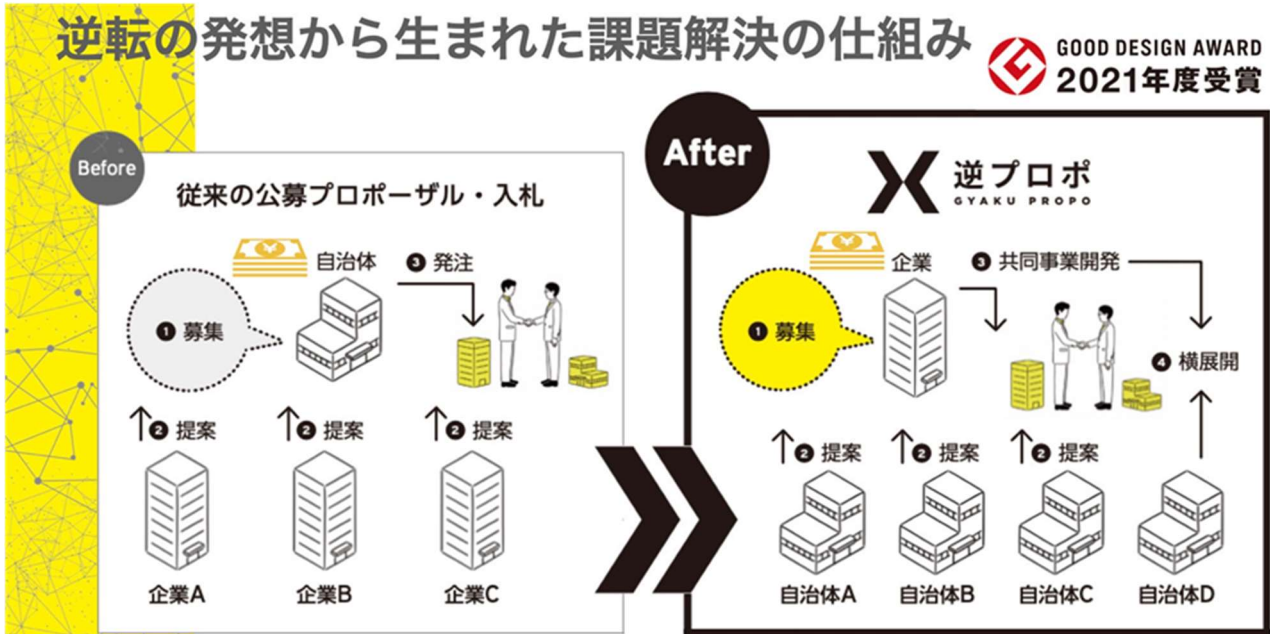 逆転の発想から生まれた課題解決の仕組み
GOOD DESIGN AWARD
2021年度受賞
Before
従来の公募プロポーザル・入札
自治体
❸ 発注
❶ 募集
❷ 提案
❷ 提案
❷ 提案
企業A
企業B
企業C
After
逆プロポ
GYAKU PROPO
企業
❸ 共同事業開発
❶ 募集
❹ 横展開
❷ 提案
❷ 提案
❷ 提案
自治体A
自治体B
自治体C
自治体D